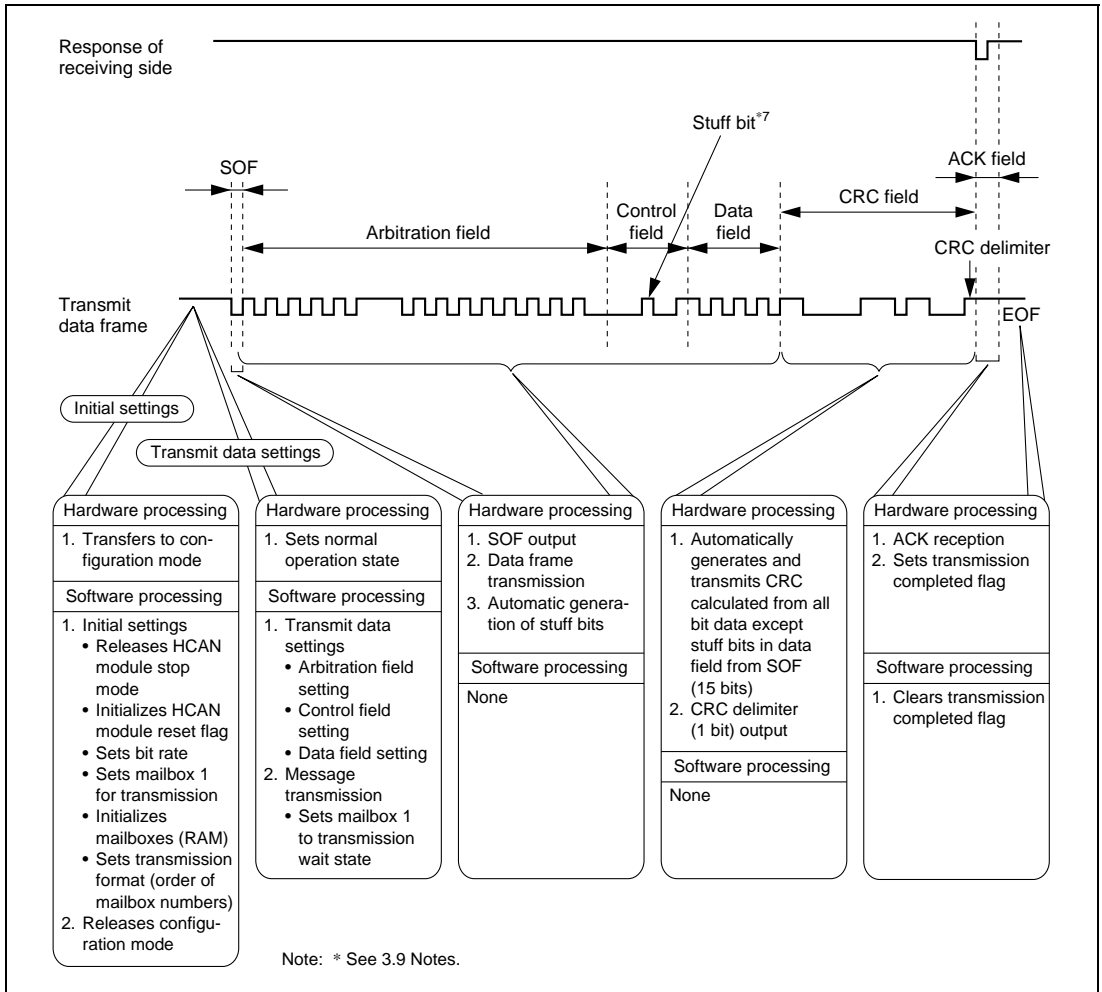 Response of
receiving side
Stuff bit*7
SOF
ACK field
CRC field
Control
field
Data
field
Arbitration field
CRC delimiter
Transmit
data frame
EOF
Initial settings
Transmit data settings
Hardware processing
1. Transfers to con-
figuration mode
Software processing
1. Initial settings
• Releases HCAN
module stop
mode
• Initializes HCAN
module reset flag
• Sets bit rate
• Sets mailbox 1
for transmission
• Initializes
mailboxes (RAM)
• Sets transmission
format (order of
mailbox numbers)
2. Releases configu-
ration mode
Hardware processing
1. Sets normal
operation state
Software processing
1. Transmit data
settings
• Arbitration field
setting
• Control field
setting
• Data field setting
2. Message
transmission
• Sets mailbox 1
to transmission
wait state
Hardware processing
1. SOF output
2. Data frame
transmission
3. Automatic genera-
tion of stuff bits
Software processing
None
Hardware processing
1. Automatically
generates and
transmits CRC
calculated from all
bit data except
stuff bits in data
field from SOF
(15 bits)
2. CRC delimiter
(1 bit) output
Software processing
None
Hardware processing
1. ACK reception
2. Sets transmission
completed flag
Software processing
1. Clears transmission
completed flag
Note: * See 3.9 Notes.